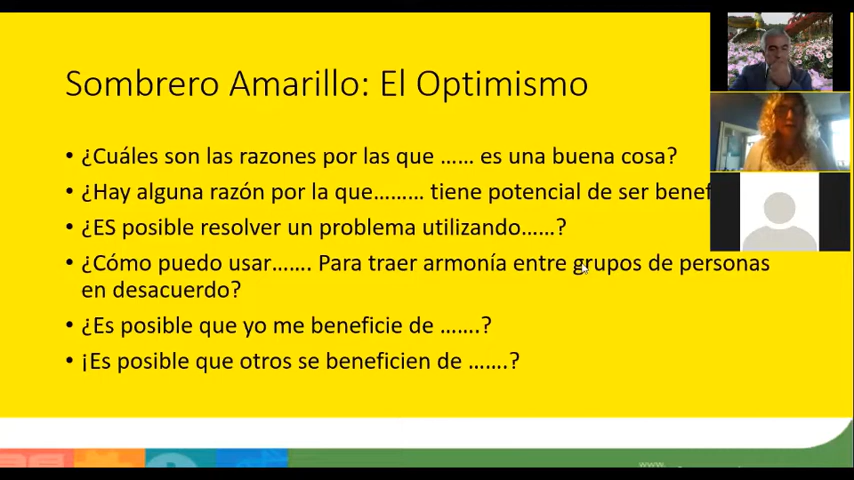 Sombrero Amarillo: El Optimismo
• ¿Cuáles son las razones por las que ...... es una buena cosa?
• ¿Hay alguna razón por la que......... tiene potencial de ser
• ¿ES posible resolver un problema utilizando......?
• ¿Cómo puedo usar....... Para traer armonía entre grupos de personas
en desacuerdo?
• ¿Es posible que yo me beneficie de .......?
• ¡Es posible que otros se beneficien de .......?
www.